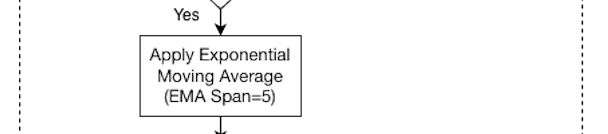 Yes
Apply Exponential
Moving Average
(EMA Span=5)